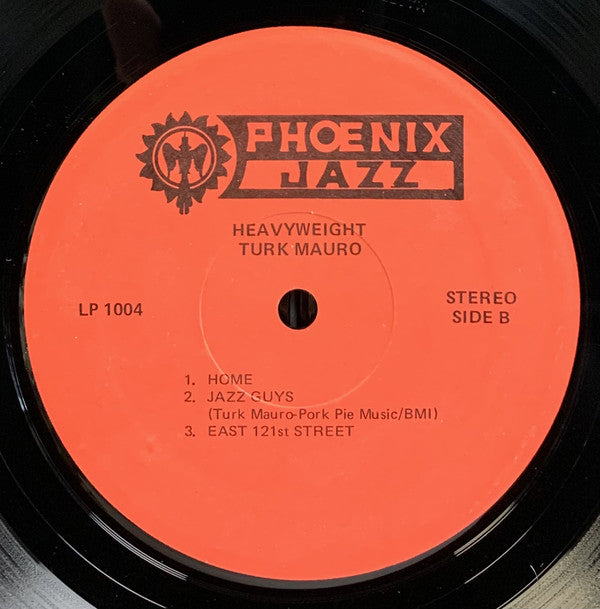 PHŒNIX
JAZZ
HEAVYWEIGHT
TURK MAURO
LP 1004
STEREO
SIDE B
1. HOME
2. JAZZ GUYS
(Turk Mauro-Pork Pie Music/BMI)
3. EAST 121st STREET